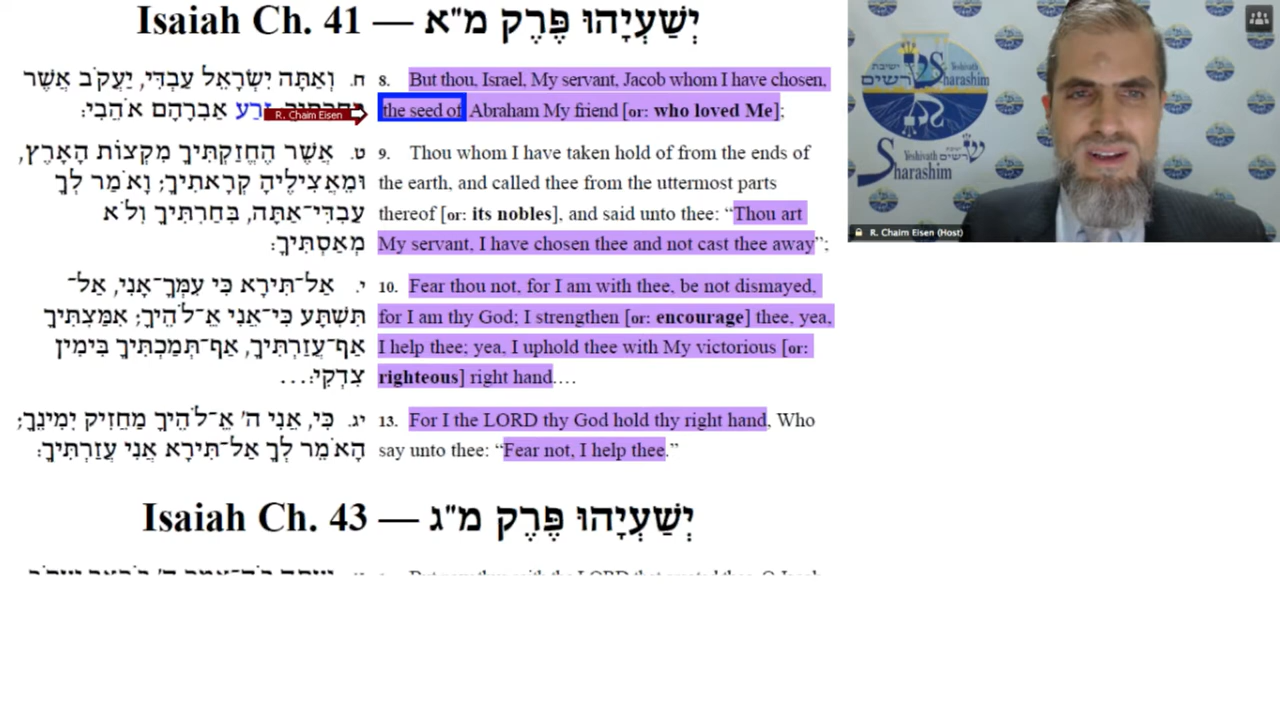 Isaiah Ch. 41 — יְשַׁעְיָהוּ פֶּרֶק מ"א
ח. וְאַתָּה יִשְׂרָאֵל עַבְדִּי, יַעֲקֹב אֲשֶׁר
זֶרַע אַבְרָהָם אֹהֲבִי:
R. Chaim Eisen
8. But thou, Israel, My servant, Jacob whom I have chosen,
the seed of Abraham My friend [or: who loved Me];
ט. אֲשֶׁר הֶחֱזַקְתִּיךָ מִקְצוֹת הָאָרֶץ,
וּמֵאֲצִילֶיהָ קְרָאתִיךָ; וָאֹמַר לְךָ
עַבְדִּי־אַתָּה, בְּחַרְתִּיךָ וְלֹא
מְאַסְתִּיךָ:
9. Thou whom I have taken hold of from the ends of
the earth, and called thee from the uttermost parts
thereof [or: its nobles], and said unto thee: “Thou art
My servant, I have chosen thee and not cast thee away”;
י. אַל־תִּירָא כִּי עִמְּךָ־אָנִי, אַל־
תִּשְׁתָּע כִּי־אֲנִי אֱ־לֹהֶיךָ; אִמַּצְתִּיךָ
אַף־עֲזַרְתִּיךָ, אַף־תְּמַכְתִּיךָ בִּימִין
צִדְקִי:…
10. Fear thou not, for I am with thee, be not dismayed,
for I am thy God; I strengthen [or: encourage] thee, yea,
I help thee; yea, I uphold thee with My victorious [or:
righteous] right hand.…
יג. כִּי, אֲנִי ה' אֱ־לֹהֶיךָ מַחֲזִיק יְמִינֶךָ;
הָאֹמֵר לְךָ אַל־תִּירָא אֲנִי עֲזַרְתִּיךָ:
13. For I the LORD thy God hold thy right hand, Who
say unto thee: “Fear not, I help thee.”
Isaiah Ch. 43 — יְשַׁעְיָהוּ פֶּרֶק מ"ג
Yeshivath
Sharashim
ישיבת
שרשים
Yeshivath
Sharashim
R. Chaim Eisen (Host)